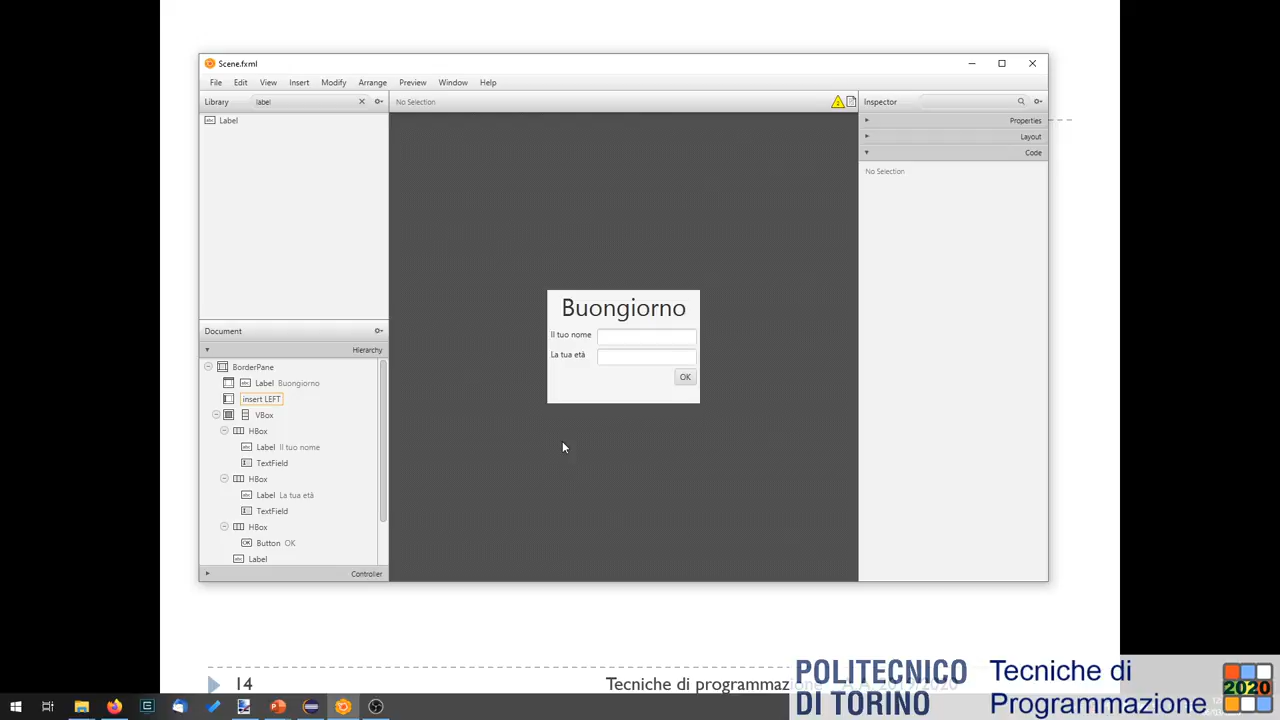 Scene.fxml
File Edit View Insert Modify Arrange Preview Window Help
Library label No Selection Inspector
Label
Properties
Layout
Code
No Selection
Buongiorno
Il tuo nome
La tua età
OK
Document
Hierarchy
BorderPane
Label Buongiorno
insert LEFT
VBox
HBox
Label Il tuo nome
TextField
HBox
Label La tua età
TextField
HBox
Button OK
Label
Controller
14
Tecniche di programmazione A.A. 2019/2020
POLITECNICO
DI TORINO
Tecniche di
Programmazione
2020